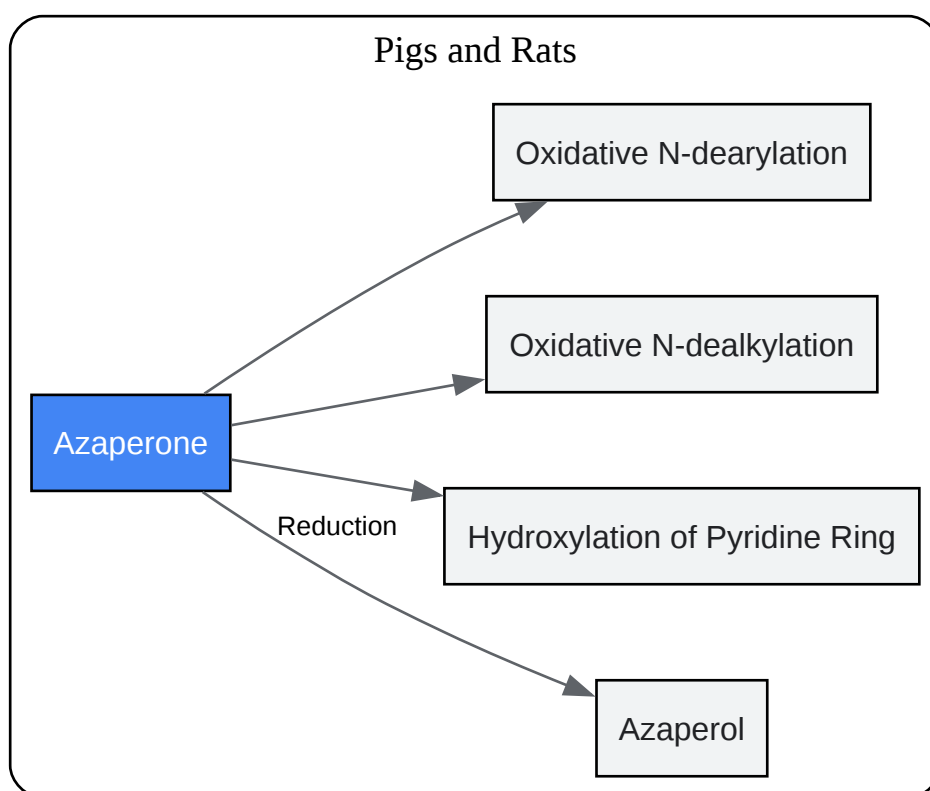 Pigs and Rats
Oxidative N-dearylation
Oxidative N-dealkylation
Azaperone
Hydroxylation of Pyridine Ring
Reduction
Azaperol